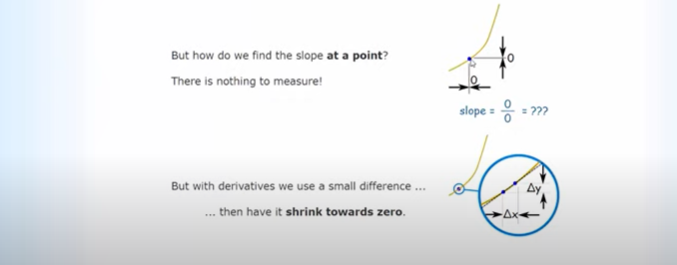 But how do we find the slope at a point?
There is nothing to measure!
0
0
slope = 0/0 = ???
But with derivatives we use a small difference ...
... then have it shrink towards zero.
Δy
Δx